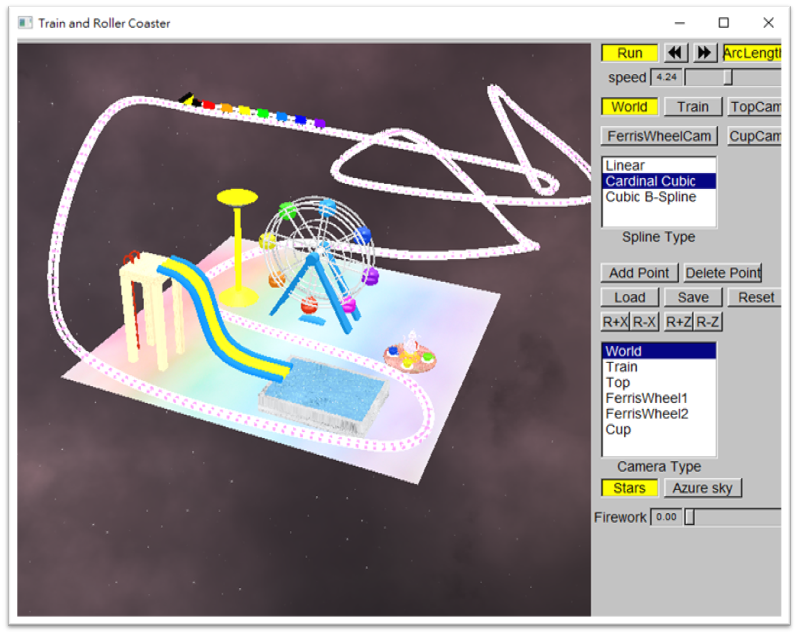 Train and Roller Coaster
Run ArcLength
speed 4.24
World Train TopCam
FerrisWheelCam CupCam
Linear
Cardinal Cubic
Cubic B-Spline
Spline Type
Add Point Delete Point
Load Save Reset
R+X R-X R+Z R-Z
World
Train
Top
FerrisWheel1
FerrisWheel2
Cup
Camera Type
Stars Azure sky
Firework 0.00